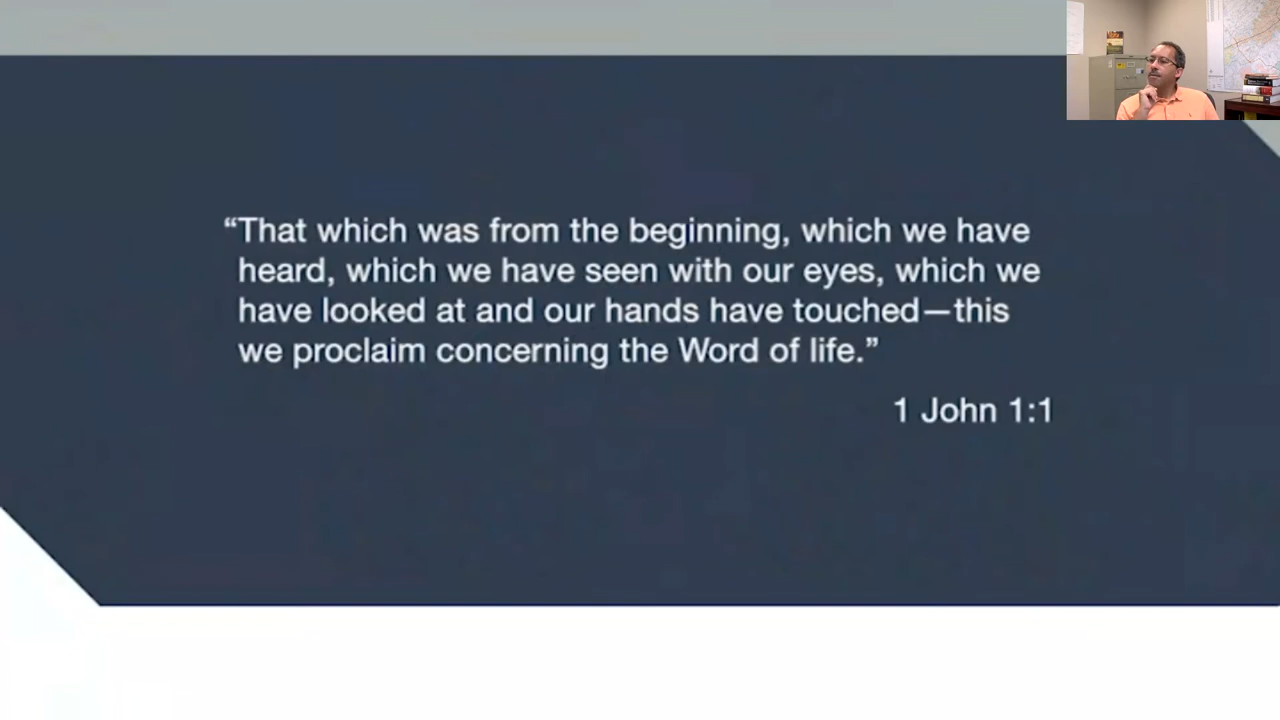 “That which was from the beginning, which we have
heard, which we have seen with our eyes, which we
have looked at and our hands have touched—this
we proclaim concerning the Word of life.”
1 John 1:1